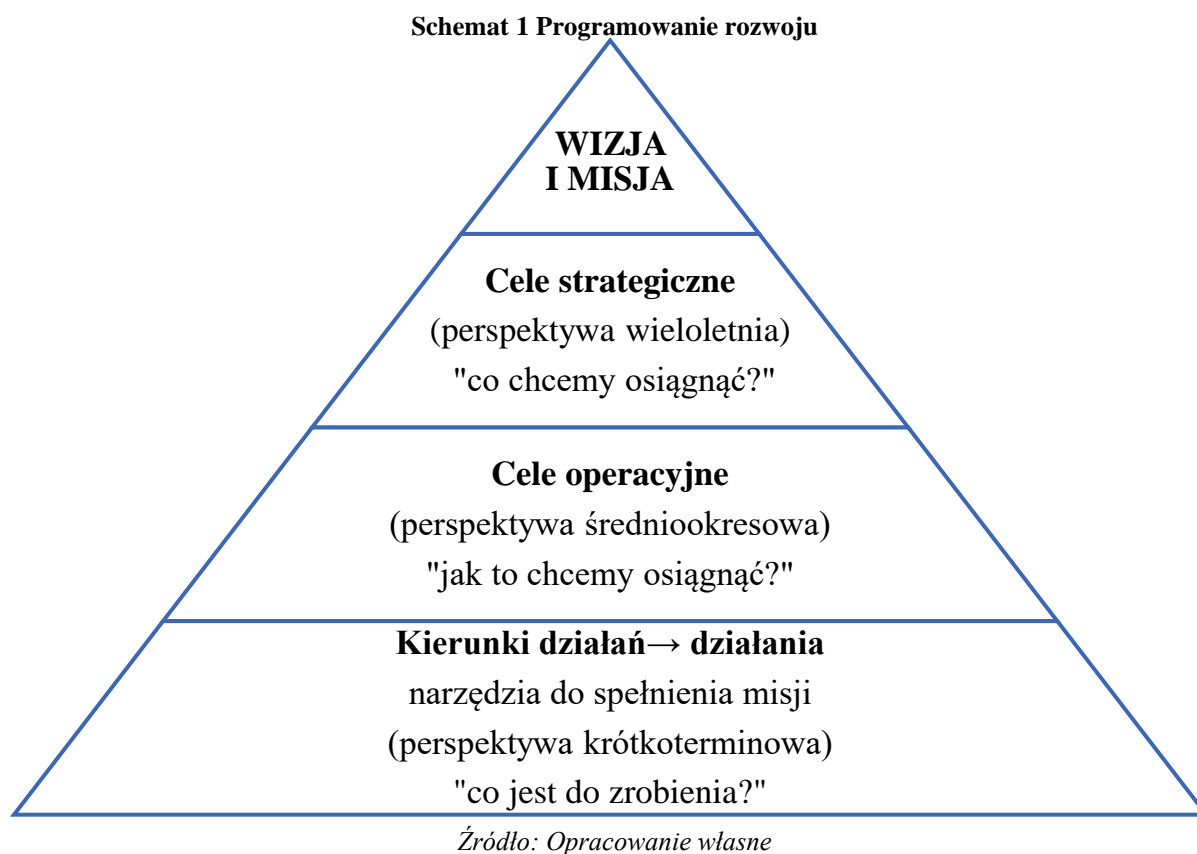 Schemat 1 Programowanie rozwoju
WIZJA
I MISJA
Cele strategiczne
(perspektywa wieloletnia)
"co chcemy osiągnąć?"
Cele operacyjne
(perspektywa średniookresowa)
"jak to chcemy osiągnąć?"
Kierunki działań→ działania
narzędzia do spełnienia misji
(perspektywa krótkoterminowa)
"co jest do zrobienia?"
Źródło: Opracowanie własne